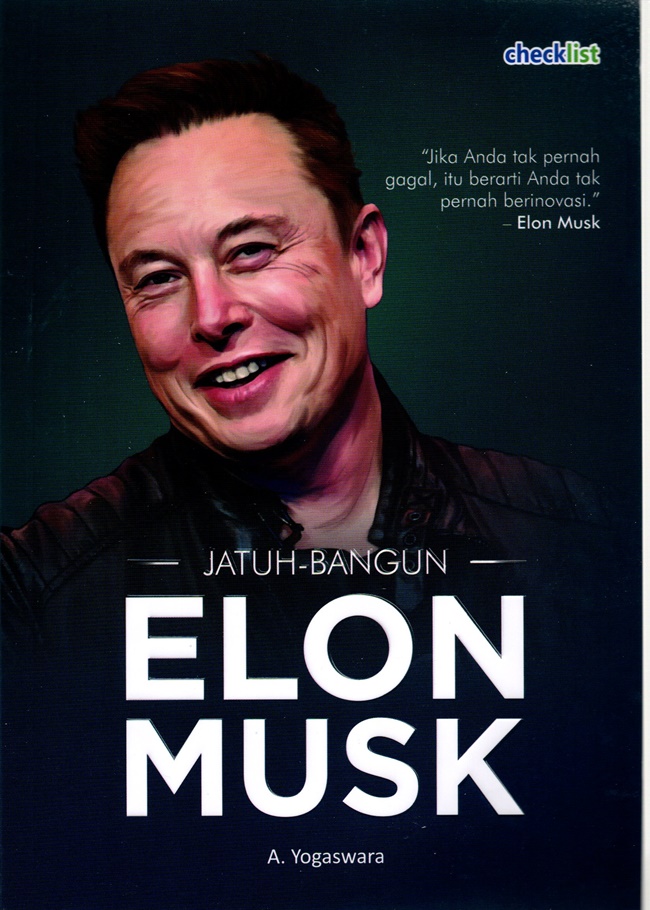 checklist
“Jika Anda tak pernah
gagal, itu berarti Anda tak
pernah berinovasi.”
– Elon Musk
JATUH-BANGUN
ELON
MUSK
A. Yogaswara